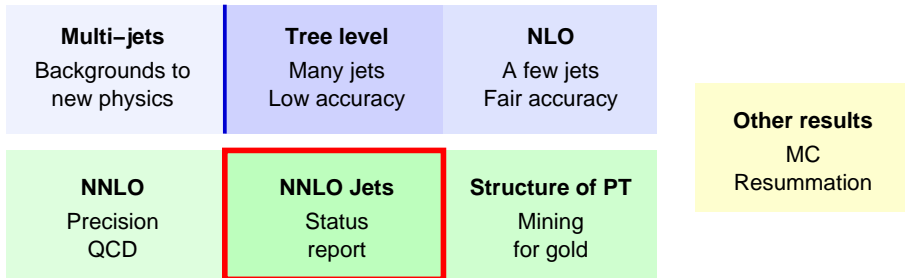 Multi−jets
Backgrounds to
new physics
Tree level
Many jets
Low accuracy
NLO
A few jets
Fair accuracy
Other results
MC
Resummation
NNLO
Precision
QCD
NNLO Jets
Status
report
Structure of PT
Mining
for gold